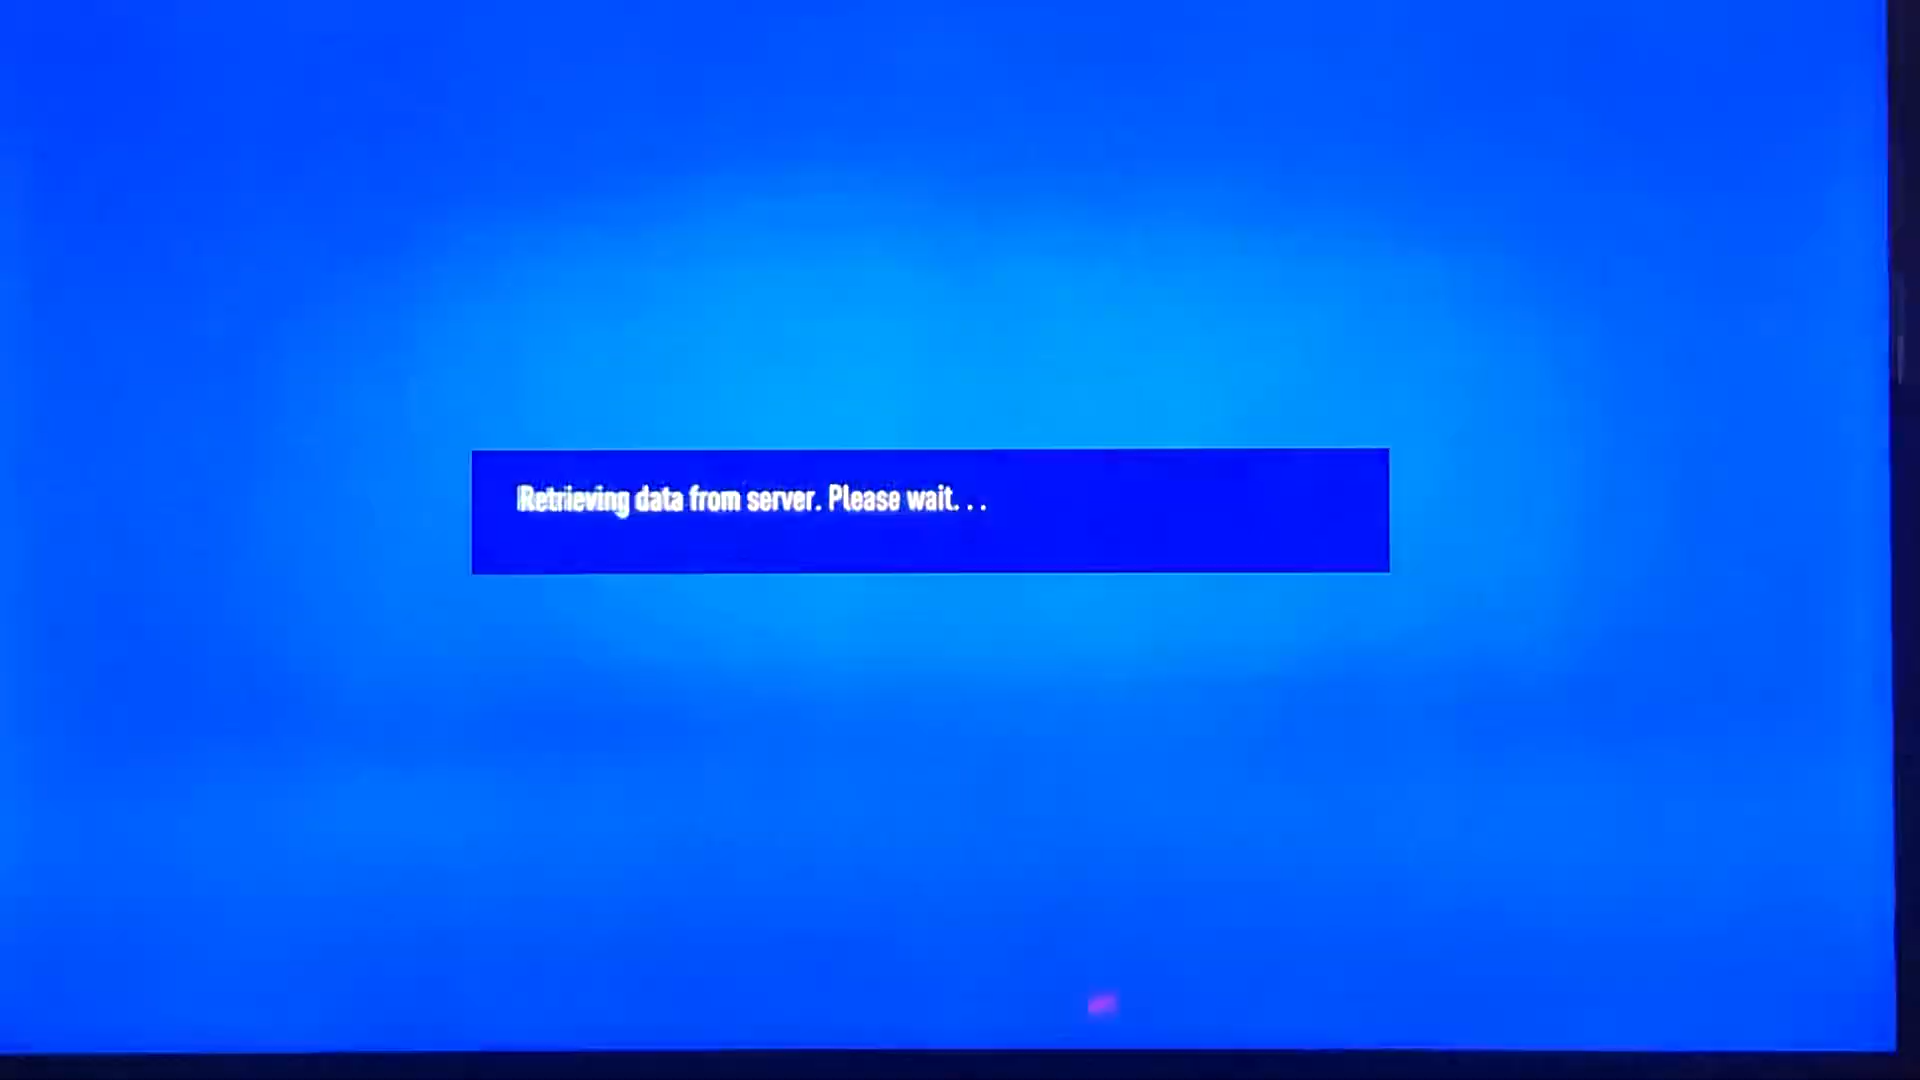 Retrieving data from server. Please wait. . .